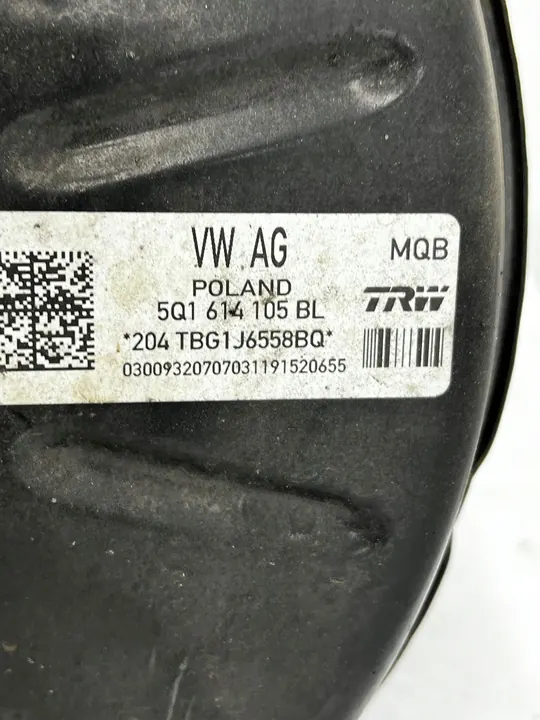 VW AG
MQB
POLAND
TRW
5Q1 614 105 BL
*204 TBG1J6558BQ*
03009320707031191520655